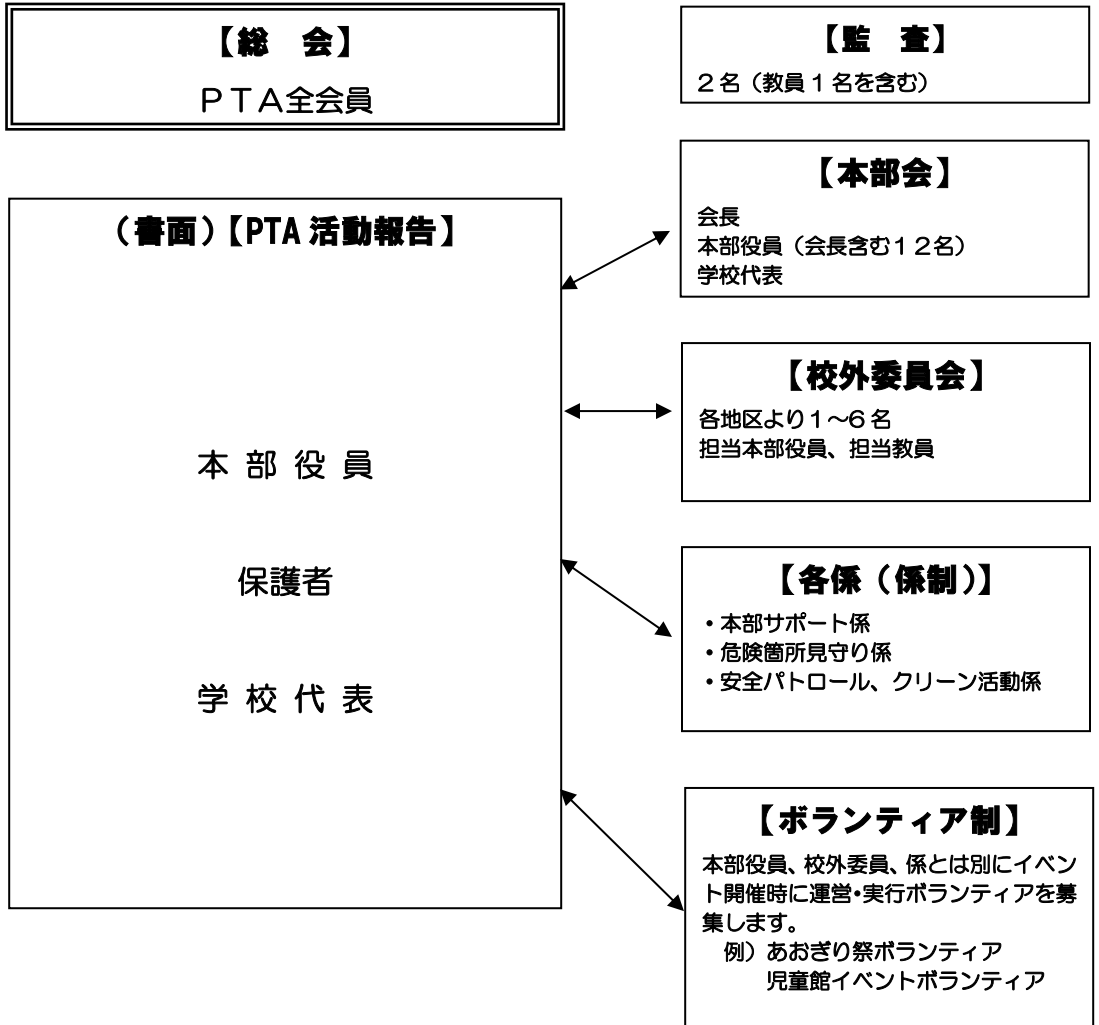 【総　会】
ＰＴＡ全会員
【監　査】
２名（教員１名を含む）
【本部会】
会長
本部役員（会長含む１２名）
学校代表
（書面）【PTA 活動報告】
本 部 役 員
保護者
学 校 代 表
【校外委員会】
各地区より１～６名
担当本部役員、担当教員
【各係（係制）】
・本部サポート係
・危険箇所見守り係
・安全パトロール、クリーン活動係
【ボランティア制】
本部役員、校外委員、係とは別にイベン
ト開催時に運営・実行ボランティアを募
集します。
例）あおぎり祭ボランティア
児童館イベントボランティア